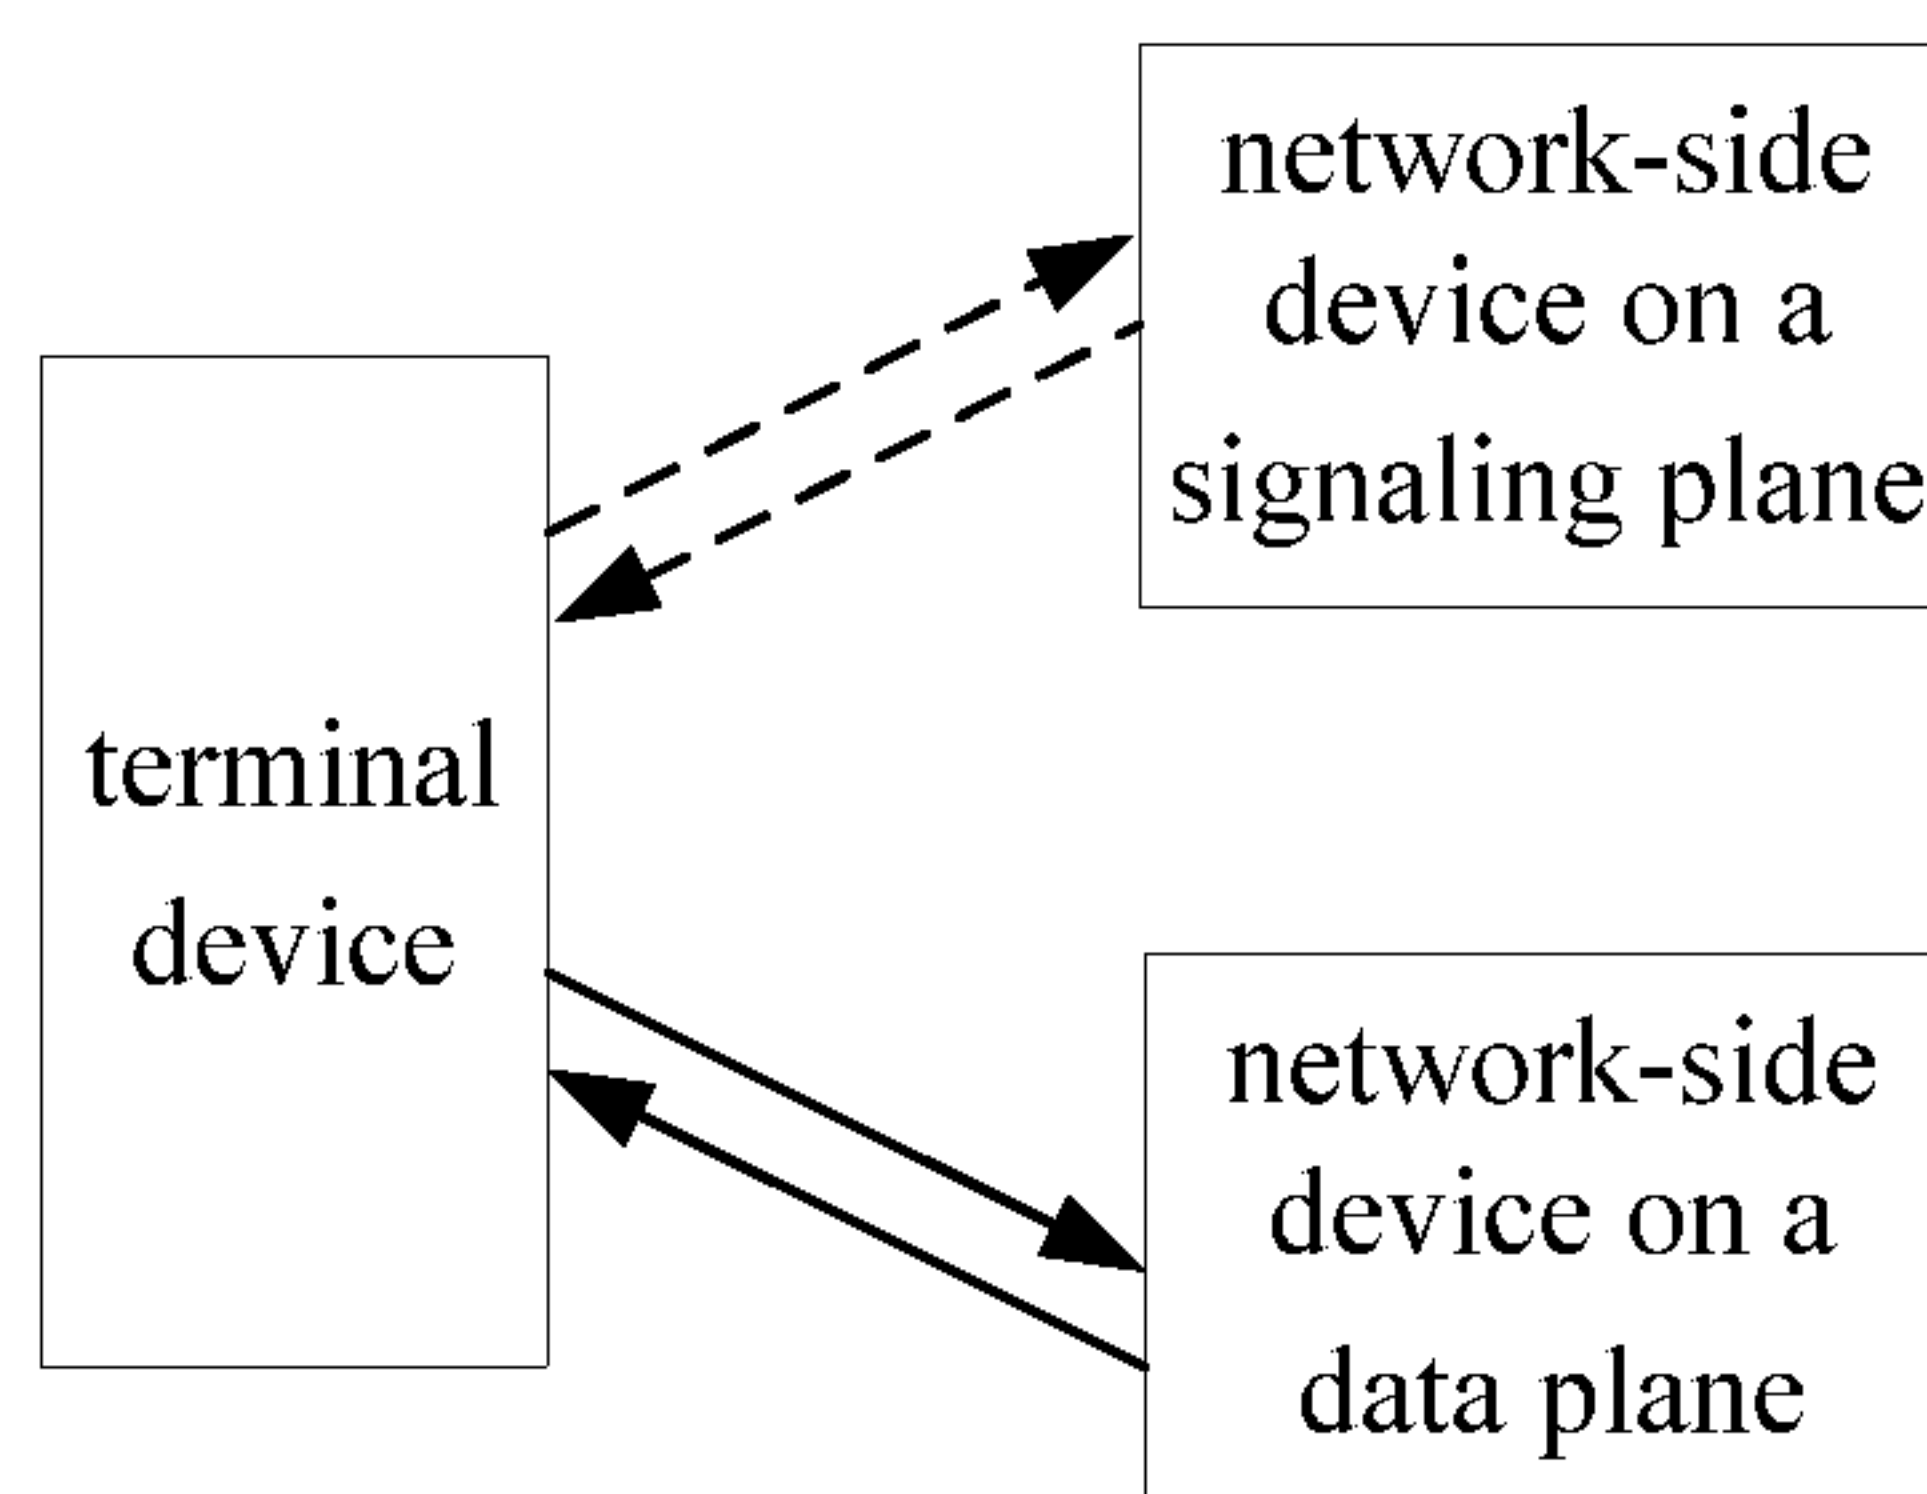 network-side
device on a
signaling plane
terminal
device
network-side
device on a
data plane